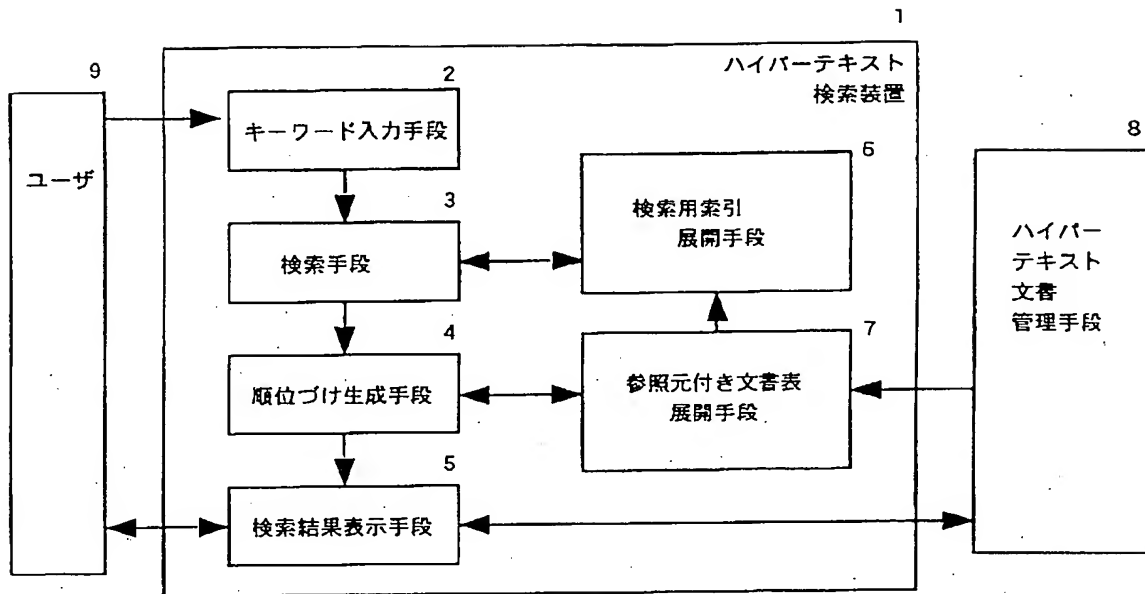 1
ハイパーテキスト
検索装置
9
ユーザ
2
キーワード入力手段
3
検索手段
4
順位づけ生成手段
5
検索結果表示手段
6
検索用索引
展開手段
7
参照元付き文書表
展開手段
8
ハイパー
テキスト
文書
管理手段